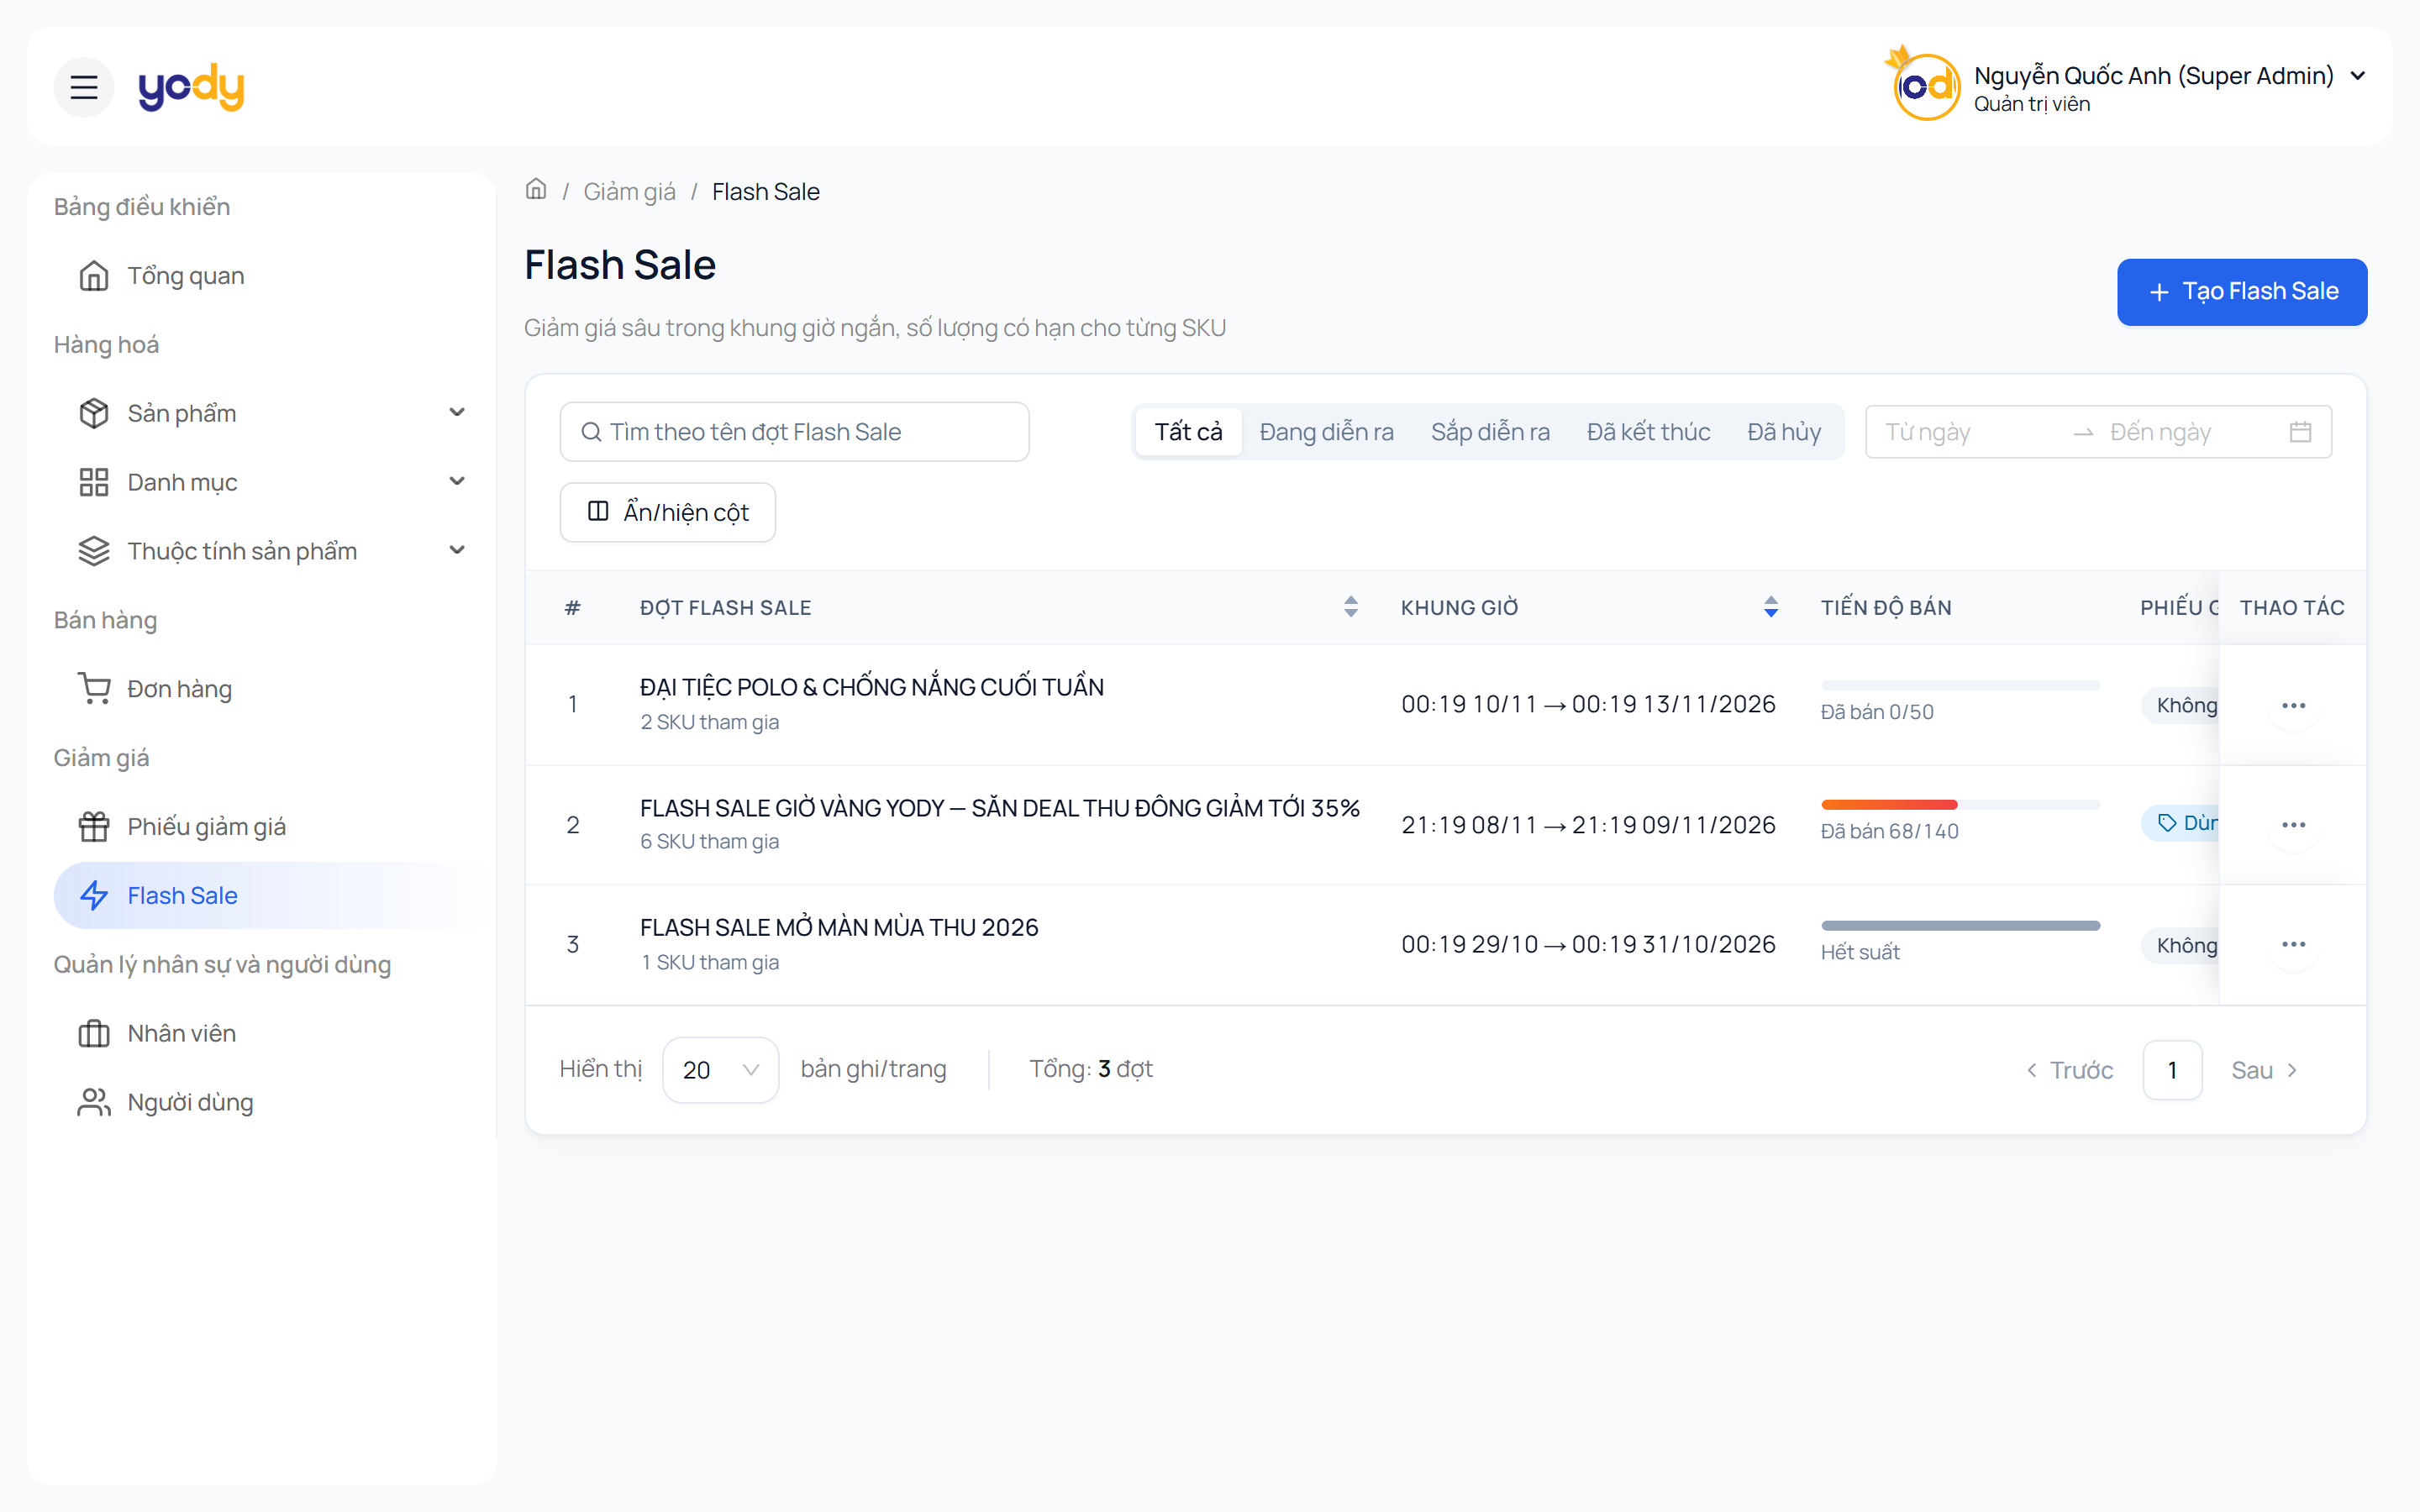 yody
Nguyễn Quốc Anh (Super Admin)
Quản trị viên
Bảng điều khiển
Tổng quan
Hàng hoá
Sản phẩm
Danh mục
Thuộc tính sản phẩm
Bán hàng
Đơn hàng
Giảm giá
Phiếu giảm giá
Flash Sale
Quản lý nhân sự và người dùng
Nhân viên
Người dùng
/ Giảm giá / Flash Sale
Flash Sale
Giảm giá sâu trong khung giờ ngắn, số lượng có hạn cho từng SKU
+ Tạo Flash Sale
Tìm theo tên đợt Flash Sale
Tất cả Đang diễn ra Sắp diễn ra Đã kết thúc Đã hủy
Từ ngày → Đến ngày
Ẩn/hiện cột
# ĐỢT FLASH SALE KHUNG GIỜ TIẾN ĐỘ BÁN PHIẾU G THAO TÁC
1 ĐẠI TIỆC POLO & CHỐNG NẮNG CUỐI TUẦN 00:19 10/11 → 00:19 13/11/2026 Không
2 SKU tham gia Đã bán 0/50
2 FLASH SALE GIỜ VÀNG YODY – SĂN DEAL THU ĐÔNG GIẢM TỚI 35% 21:19 08/11 → 21:19 09/11/2026 Dùn
6 SKU tham gia Đã bán 68/140
3 FLASH SALE MỞ MÀN MÙA THU 2026 00:19 29/10 → 00:19 31/10/2026 Không
1 SKU tham gia Hết suất
Hiển thị 20 bản ghi/trang Tổng: 3 đợt
Trước 1 Sau